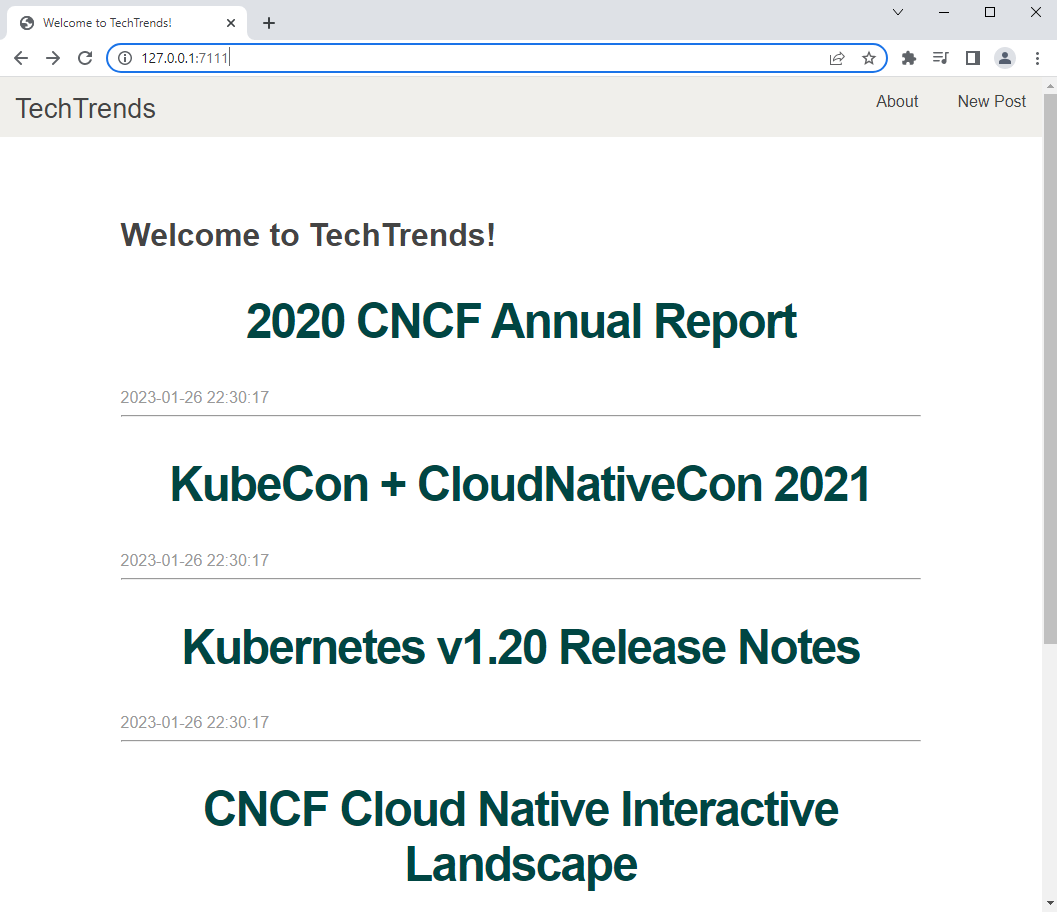 Welcome to TechTrends!
127.0.0.1:7111
TechTrends
About
New Post
Welcome to TechTrends!
2020 CNCF Annual Report
2023-01-26 22:30:17
KubeCon + CloudNativeCon 2021
2023-01-26 22:30:17
Kubernetes v1.20 Release Notes
2023-01-26 22:30:17
CNCF Cloud Native Interactive
Landscape